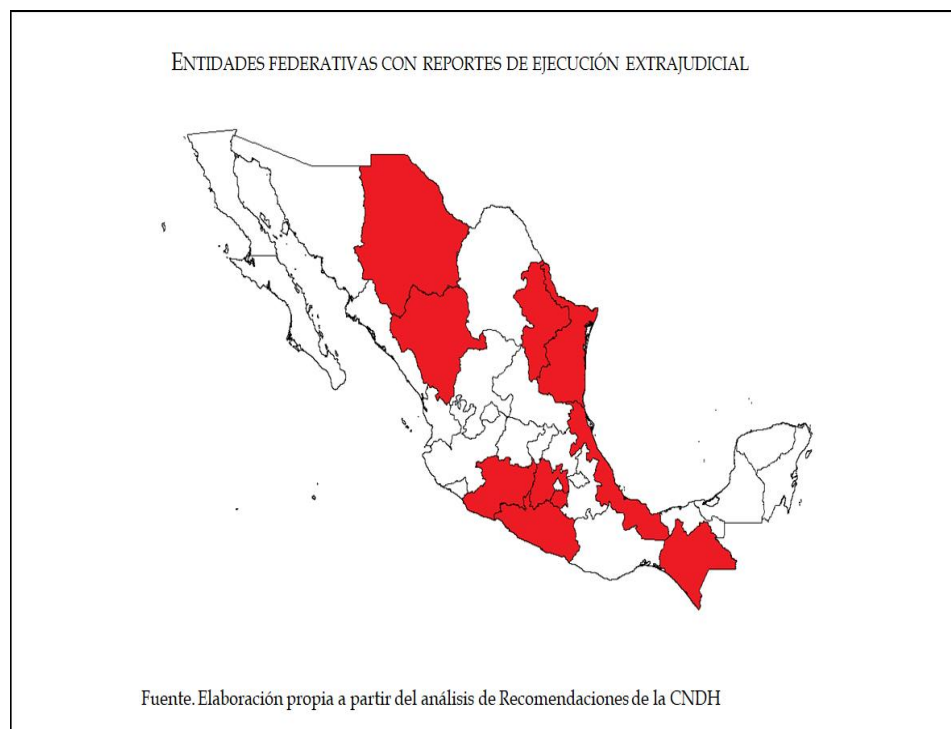 ENTIDADES FEDERATIVAS CON REPORTES DE EJECUCIÓN EXTRAJUDICIAL
Fuente. Elaboración propia a partir del análisis de Recomendaciones de la CNDH